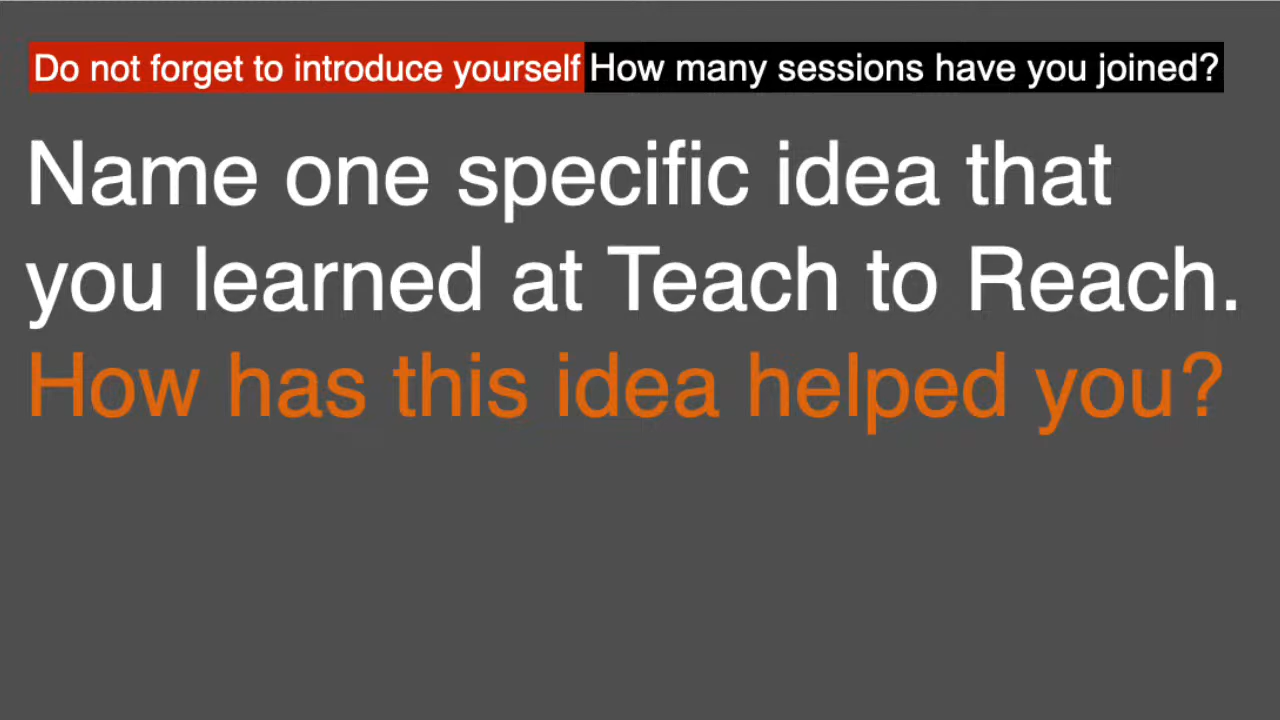 Do not forget to introduce yourself How many sessions have you joined?
Name one specific idea that
you learned at Teach to Reach.
How has this idea helped you?